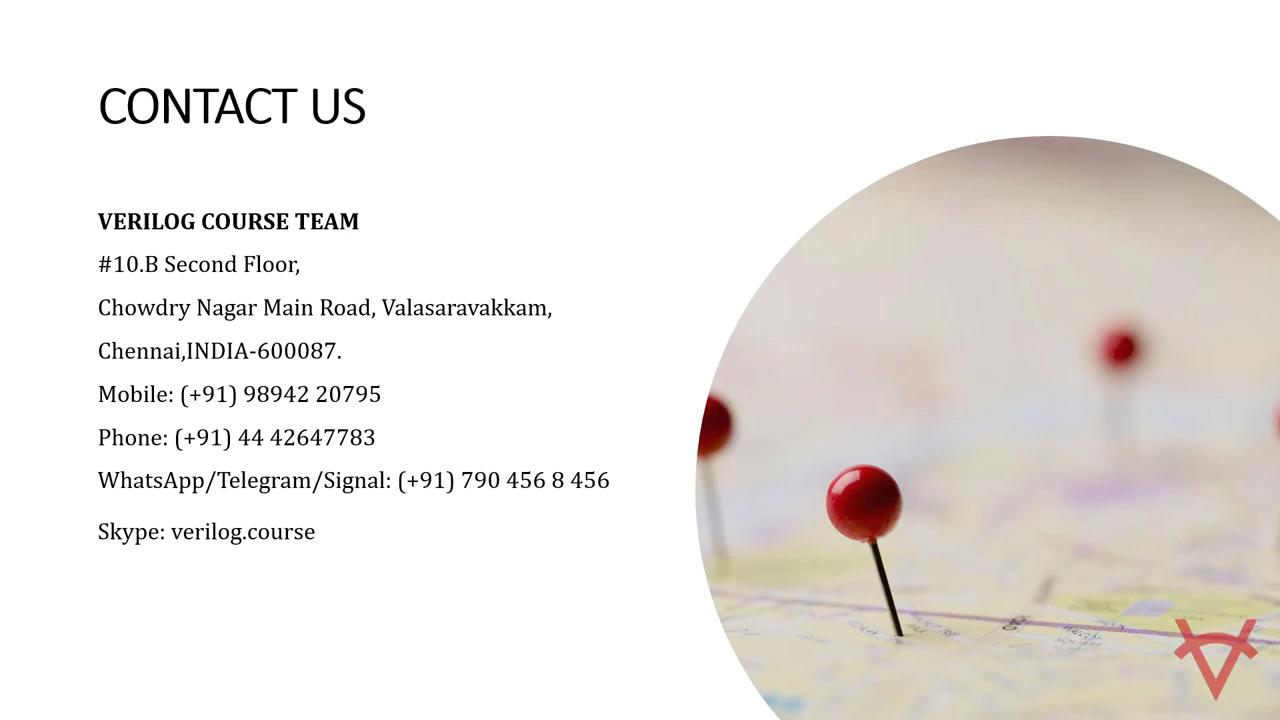 CONTACT US
VERILOG COURSE TEAM
#10.B Second Floor,
Chowdry Nagar Main Road, Valasaravakkam,
Chennai,INDIA-600087.
Mobile: (+91) 98942 20795
Phone: (+91) 44 42647783
WhatsApp/Telegram/Signal: (+91) 790 456 8 456
Skype: verilog.course